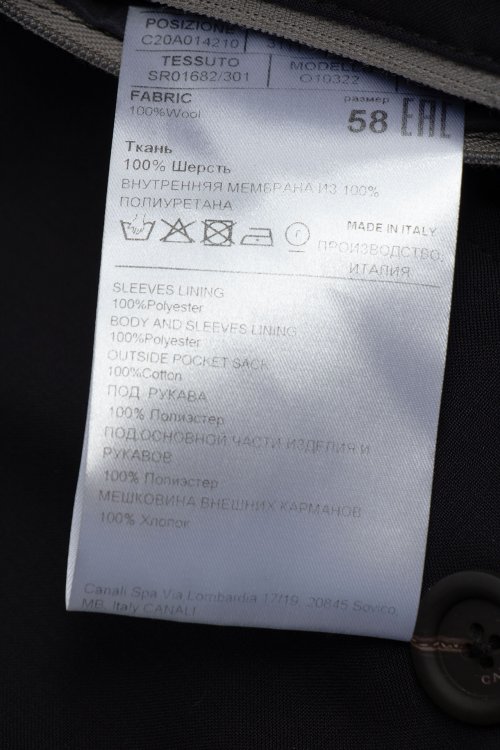 POSIZIONE
C20A014210
TESSUTO
SR01682/301
FABRIC
100%Wool
размер
58 EAC
Ткань
100% Шерсть
ВНУТРЕННЯЯ МЕМБРАНА ИЗ 100%
ПОЛИУРЕТАНА
MADE IN ITALY
ПРОИЗВОДСТВО
ИТАЛИЯ
SLEEVES LINING
100%Polyester
BODY AND SLEEVES LINING
100%Polyester
OUTSIDE POCKET SACK
100%Cotton
ПОД РУКАВА
100% Полиэстер
ПОД ОСНОВНОЙ ЧАСТИ ИЗДЕЛИЯ И
РУКАВОВ
100% Полиэстер
МЕШКОВИНА ВНЕШНИХ КАРМАНОВ
100% Хлопок
Canali Spa Via Lombardia 17/19, 20845 Sovico,
MB, Italy CANALI